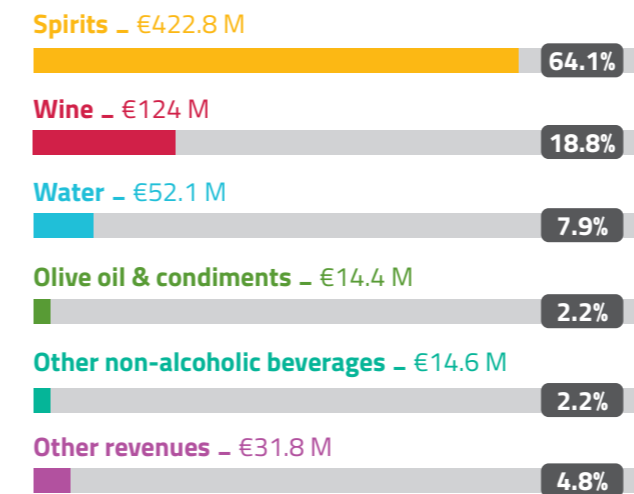 Spirits – €422.8 M
64.1%
Wine – €124 M
18.8%
Water – €52.1 M
7.9%
Olive oil & condiments – €14.4 M
2.2%
Other non-alcoholic beverages – €14.6 M
2.2%
Other revenues – €31.8 M
4.8%